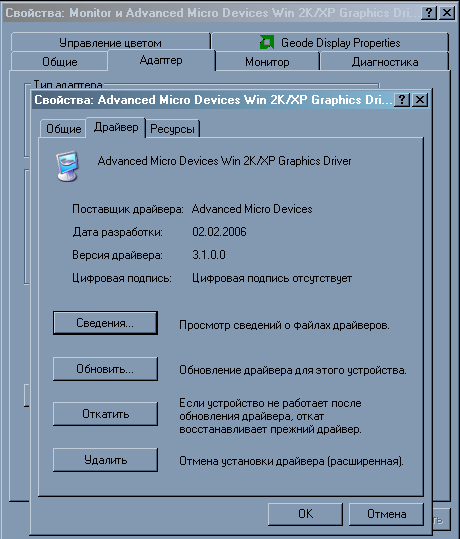 Свойства: Monitor и Advanced Micro Devices Win 2K/XP Graphics Dri...
Управление цветом
Geode Display Properties
Общие
Адаптер
Монитор
Диагностика
Тип адаптера
Свойства: Advanced Micro Devices Win 2K/XP Graphics Dri...
Общие
Драйвер
Ресурсы
Advanced Micro Devices Win 2K/XP Graphics Driver
Поставщик драйвера: Advanced Micro Devices
Дата разработки: 02.02.2006
Версия драйвера: 3.1.0.0
Цифровая подпись: Цифровая подпись отсутствует
Сведения... Просмотр сведений о файлах драйверов.
Обновить... Обновление драйвера для этого устройства.
Откатить
Если устройство не работает после
обновления драйвера, откат
восстанавливает прежний драйвер.
Удалить Отмена установки драйвера (расширенная).
OK
Отмена